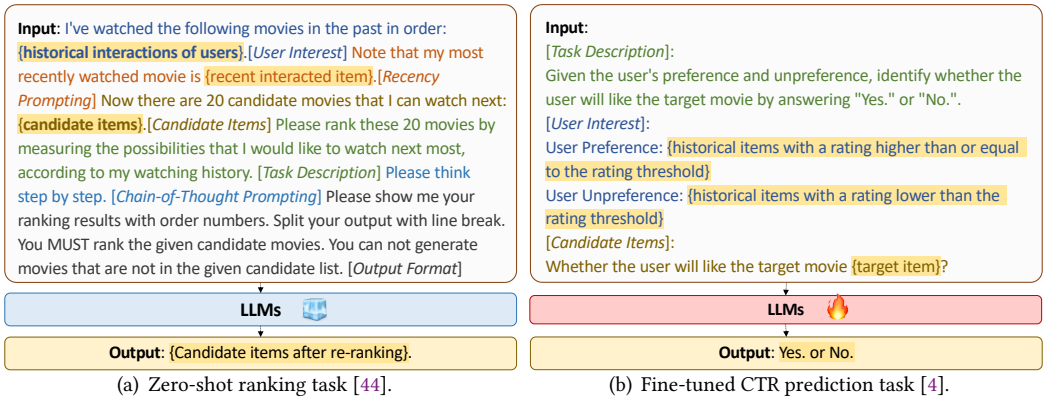 Input: I've watched the following movies in the past in order:
{historical interactions of users}.[User Interest] Note that my most
recently watched movie is {recent interacted item}.[Recency
Prompting] Now there are 20 candidate movies that I can watch next:
{candidate items}.[Candidate Items] Please rank these 20 movies by
measuring the possibilities that I would like to watch next most,
according to my watching history. [Task Description] Please think
step by step. [Chain-of-Thought Prompting] Please show me your
ranking results with order numbers. Split your output with line break.
You MUST rank the given candidate movies. You can not generate
movies that are not in the given candidate list. [Output Format]
LLMs
Output: {Candidate items after re-ranking}.
(a) Zero-shot ranking task [44].
Input:
[Task Description]:
Given the user's preference and unpreference, identify whether the
user will like the target movie by answering "Yes." or "No.".
[User Interest]:
User Preference: {historical items with a rating higher than or equal
to the rating threshold}
User Unpreference: {historical items with a rating lower than the
rating threshold}
[Candidate Items]:
Whether the user will like the target movie {target item}?
LLMs
Output: Yes. or No.
(b) Fine-tuned CTR prediction task [4].